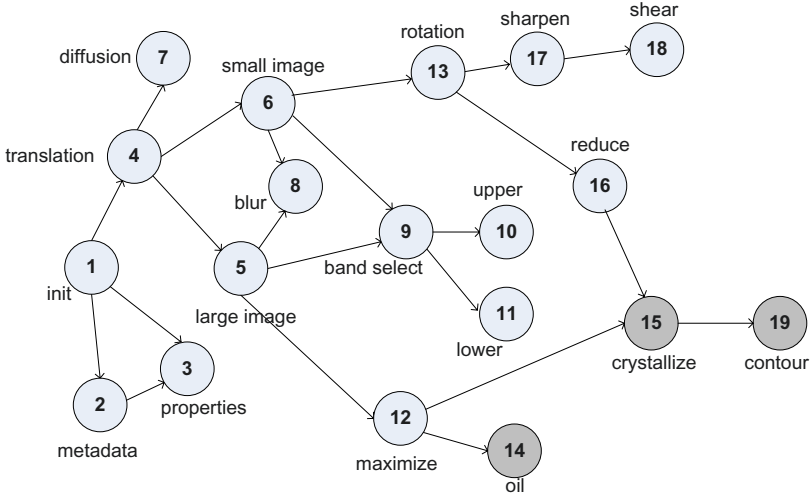 shear
sharpen
rotation
18
17
diffusion
7
small image
13
6
reduce
translation
4
8
16
upper
blur
9
10
1
5
band select
init
large image
11
15
19
lower
crystallize
contour
3
2
properties
12
metadata
14
maximize
oil